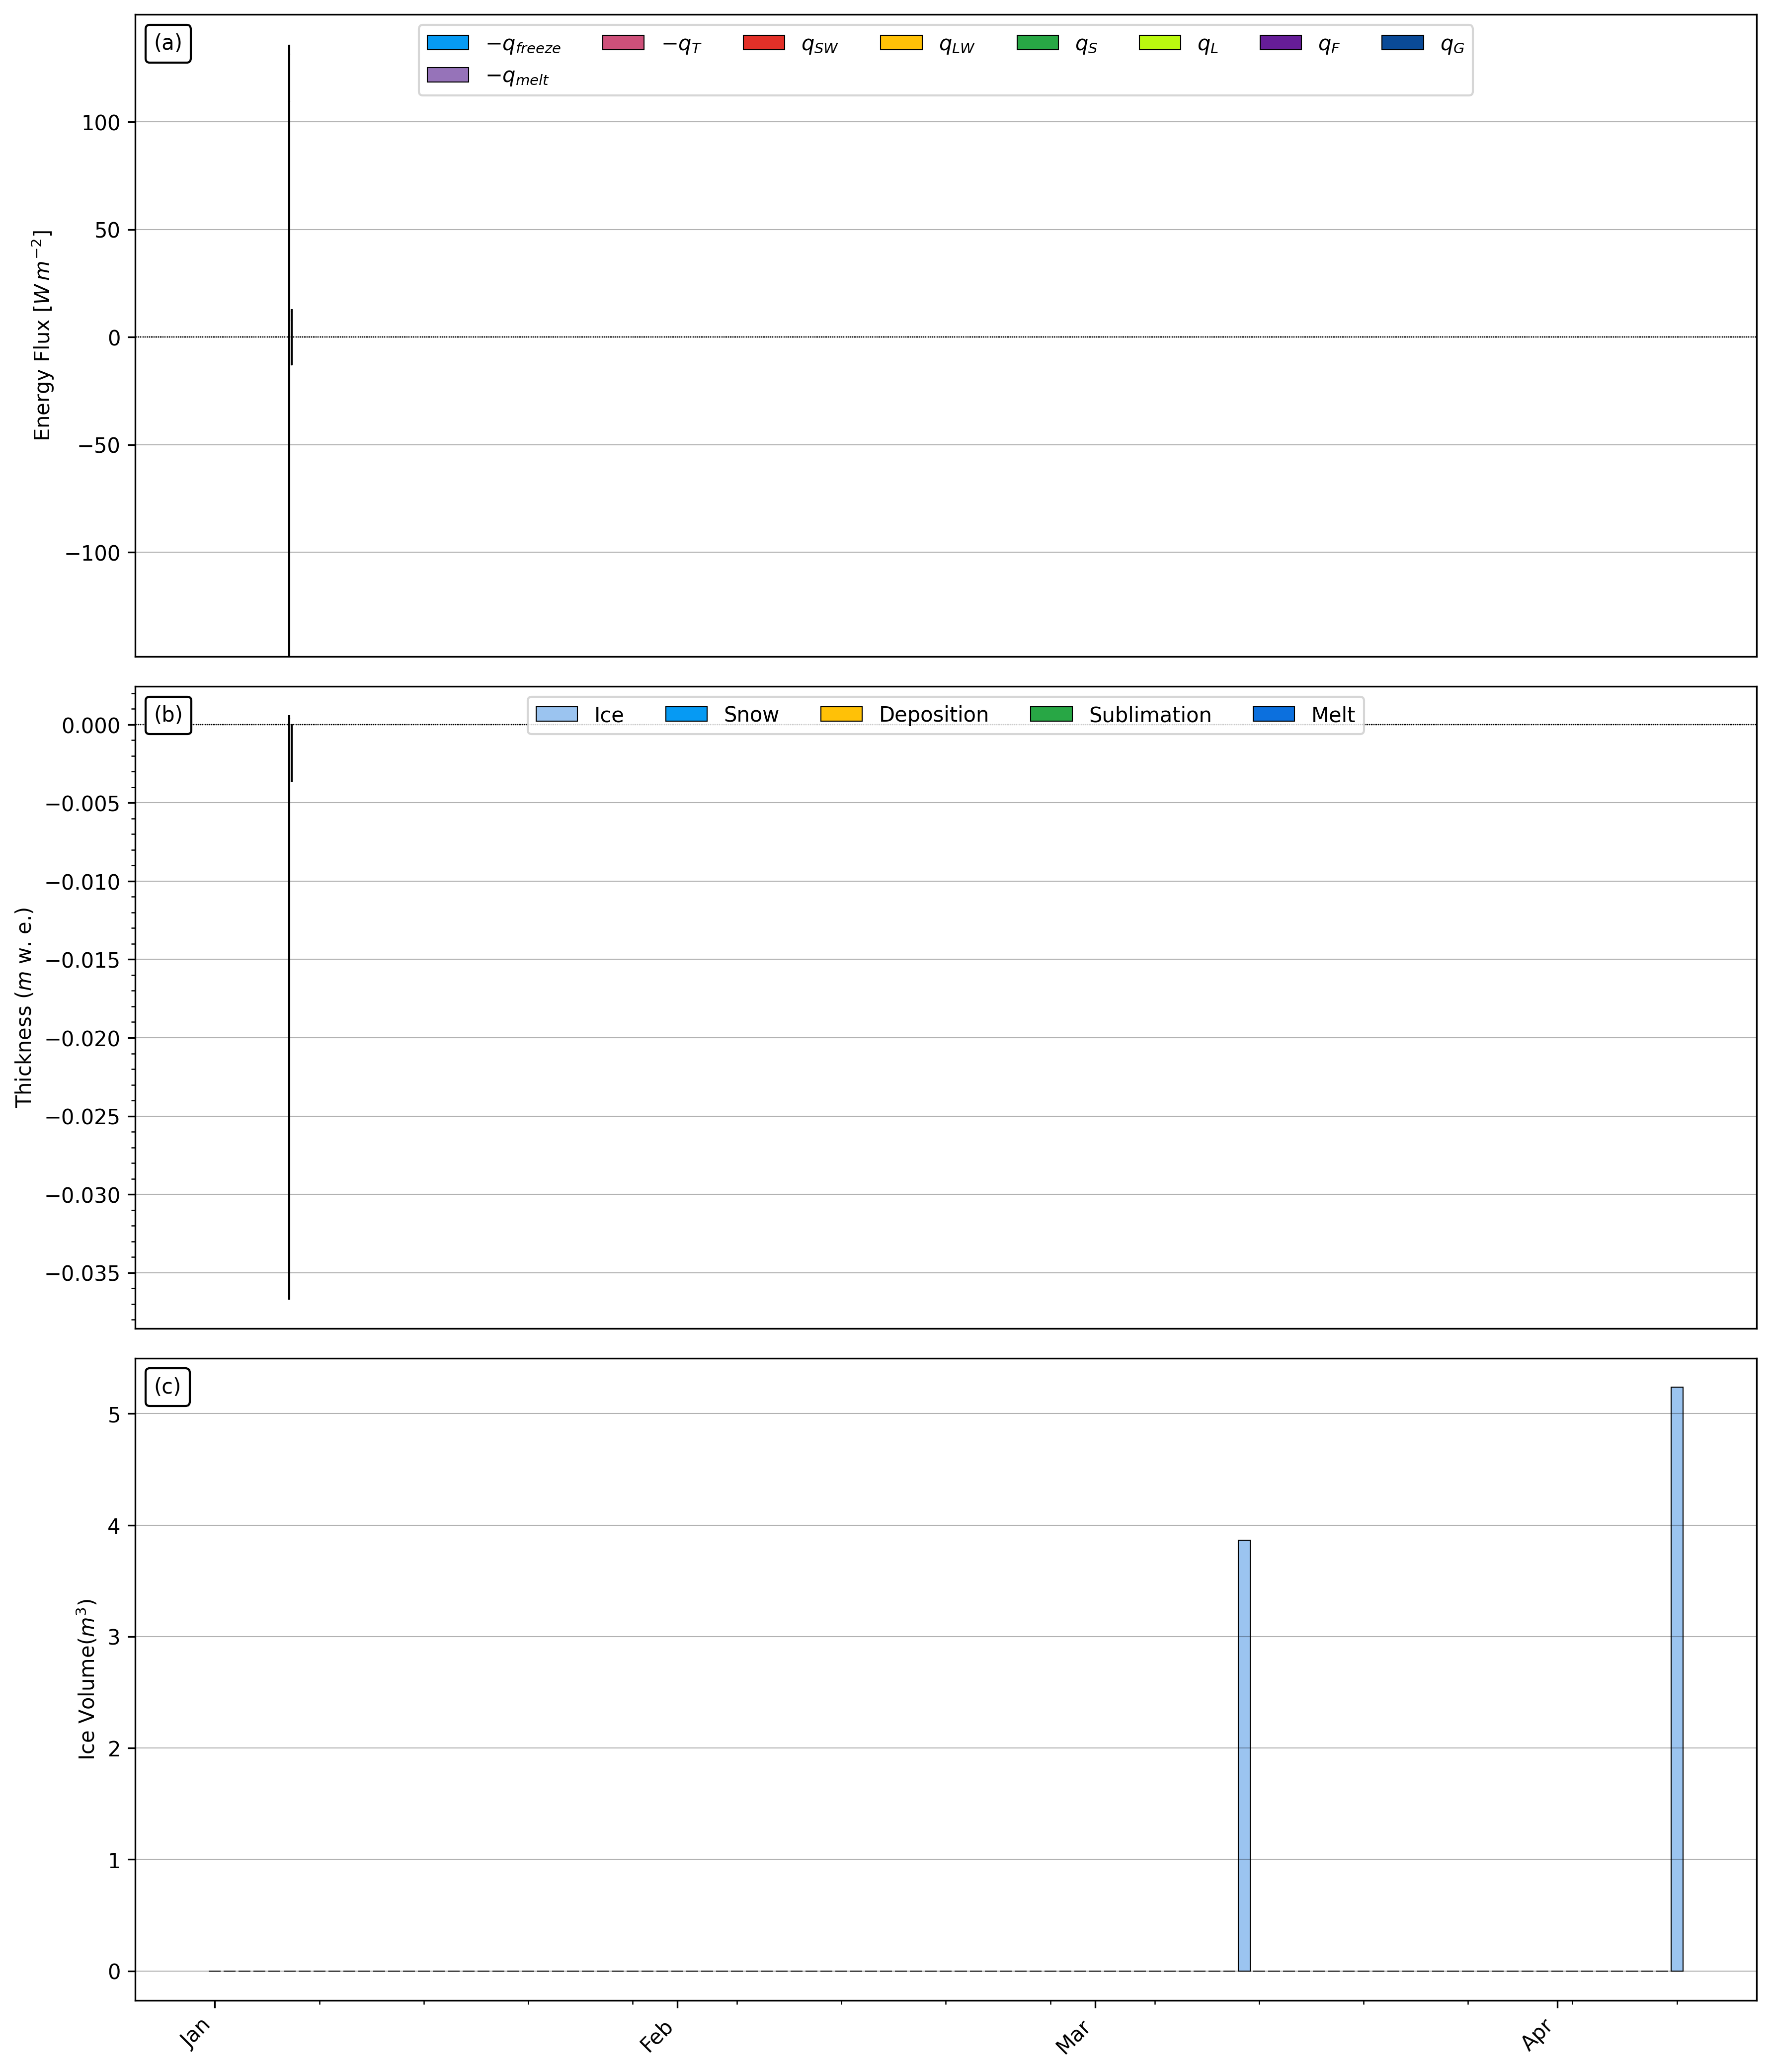 (a)
−q_freeze −q_T q_SW q_LW q_S q_L q_F q_G
−q_melt
100
50
0
−50
−100
Energy Flux [W m⁻²]
(b)
Ice Snow Deposition Sublimation Melt
0.000
−0.005
−0.010
−0.015
−0.020
−0.025
−0.030
−0.035
Thickness (m w. e.)
(c)
5
4
3
2
1
0
Ice Volume(m³)
Jan Feb Mar Apr